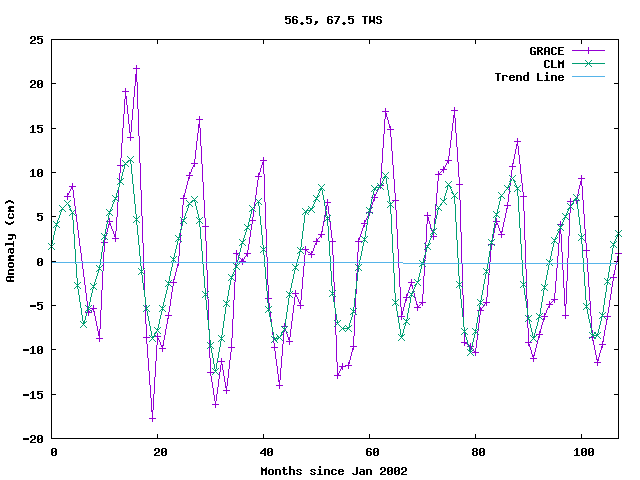 56.5, 67.5 TWS
GRACE
CLM
Trend Line
25
20
15
10
5
0
-5
-10
-15
-20
Anomaly (cm)
0 20 40 60 80 100
Months since Jan 2002